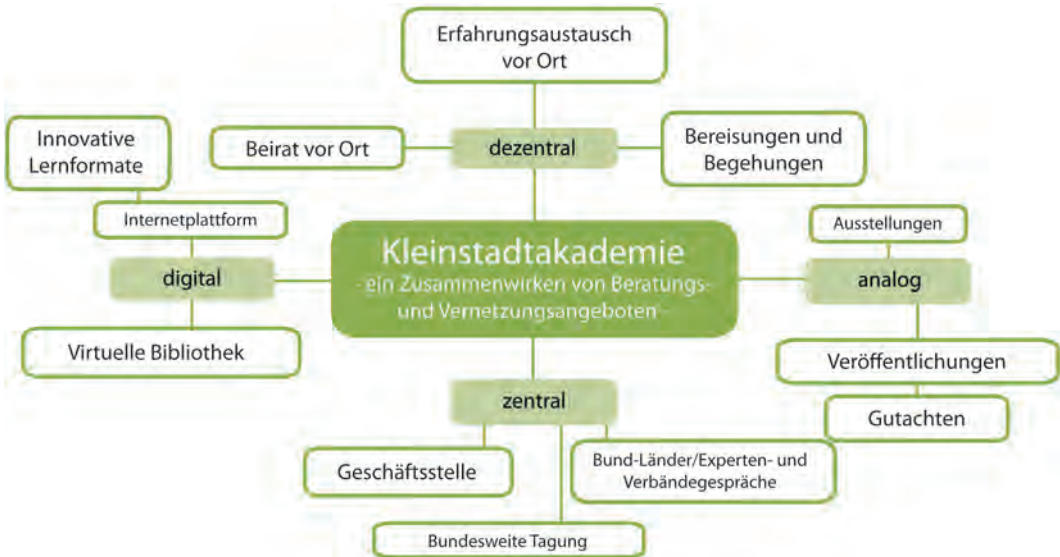 Erfahrungsaustausch
vor Ort
Innovative
Lernformate
Beirat vor Ort
dezentral
Bereisungen und
Begehungen
Internetplattform
Ausstellungen
digital
Kleinstadtakademie
- ein Zusammenwirken von Beratungs-
und Vernetzungsangeboten -
analog
Virtuelle Bibliothek
Veröffentlichungen
zentral
Gutachten
Geschäftsstelle
Bund-Länder/Experten- und
Verbändegespräche
Bundesweite Tagung